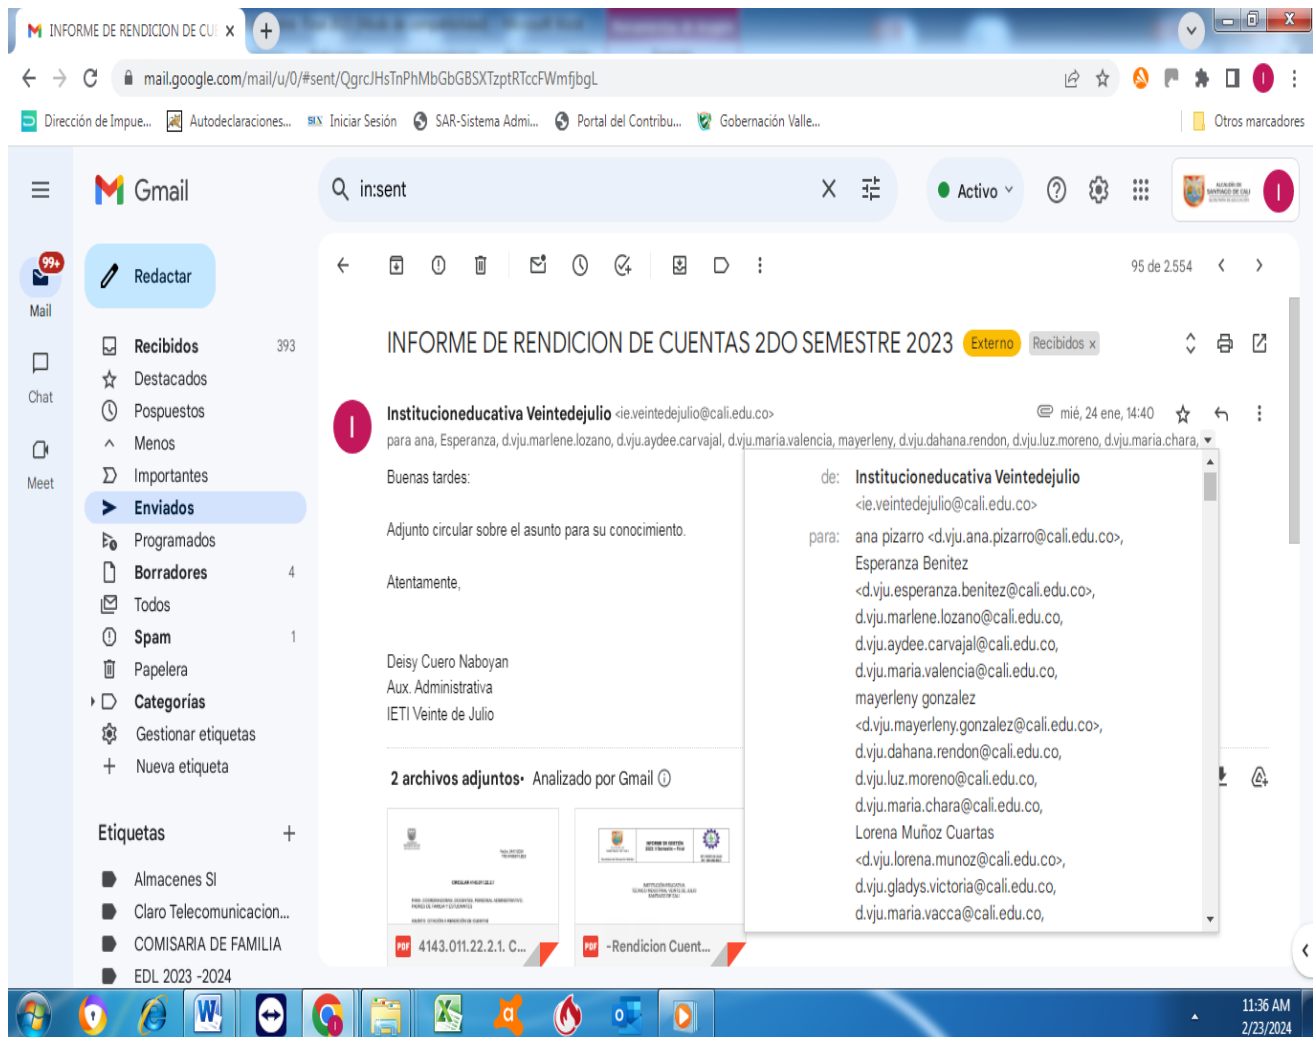 INFORME DE RENDICION DE CU
mail.google.com/mail/u/0/#sent/QgrcJHsTnPhMbGbGBSXTzptRTccFWmfjbgL
I
Dirección de Impue...
Autodeclaraciones...
Iniciar Sesión
SAR-Sistema Admi...
Portal del Contribu...
Gobernación Valle...
Otros marcadores
Gmail
in:sent
Activo
ALCALDÍA DE
SANTIAGO DE CALI
I
99+
Mail
Chat
Meet
Redactar
Recibidos 393
Destacados
Pospuestos
Menos
Importantes
Enviados
Programados
Borradores 4
Todos
Spam 1
Papelera
Categorías
Gestionar etiquetas
Nueva etiqueta
Etiquetas
Almacenes SI
Claro Telecomunicacion...
COMISARIA DE FAMILIA
EDL 2023 -2024
95 de 2.554
INFORME DE RENDICION DE CUENTAS 2DO SEMESTRE 2023 Externo Recibidos x
I
Institucioneducativa Veintedejulio <ie.veintedejulio@cali.edu.co>
mié, 24 ene, 14:40
para ana, Esperanza, d.vju.marlene.lozano, d.vju.aydee.carvajal, d.vju.maria.valencia, mayerleny, d.vju.dahana.rendon, d.vju.luz.moreno, d.vju.maria.chara,
Buenas tardes:
Adjunto circular sobre el asunto para su conocimiento.
Atentamente,
Deisy Cuero Naboyan
Aux. Administrativa
IETI Veinte de Julio
2 archivos adjuntos• Analizado por Gmail
INFORME DE GESTIÓN
PDF 4143.011.22.2.1. C...
PDF -Rendicion Cuent...
de: Institucioneducativa Veintedejulio
<ie.veintedejulio@cali.edu.co>
para: ana pizarro <d.vju.ana.pizarro@cali.edu.co>,
Esperanza Benitez
<d.vju.esperanza.benitez@cali.edu.co>,
d.vju.marlene.lozano@cali.edu.co,
d.vju.aydee.carvajal@cali.edu.co,
d.vju.maria.valencia@cali.edu.co,
mayerleny gonzalez
<d.vju.mayerleny.gonzalez@cali.edu.co>,
d.vju.dahana.rendon@cali.edu.co,
d.vju.luz.moreno@cali.edu.co,
d.vju.maria.chara@cali.edu.co,
Lorena Muñoz Cuartas
<d.vju.lorena.munoz@cali.edu.co>,
d.vju.gladys.victoria@cali.edu.co,
d.vju.maria.vacca@cali.edu.co,
11:36 AM
2/23/2024